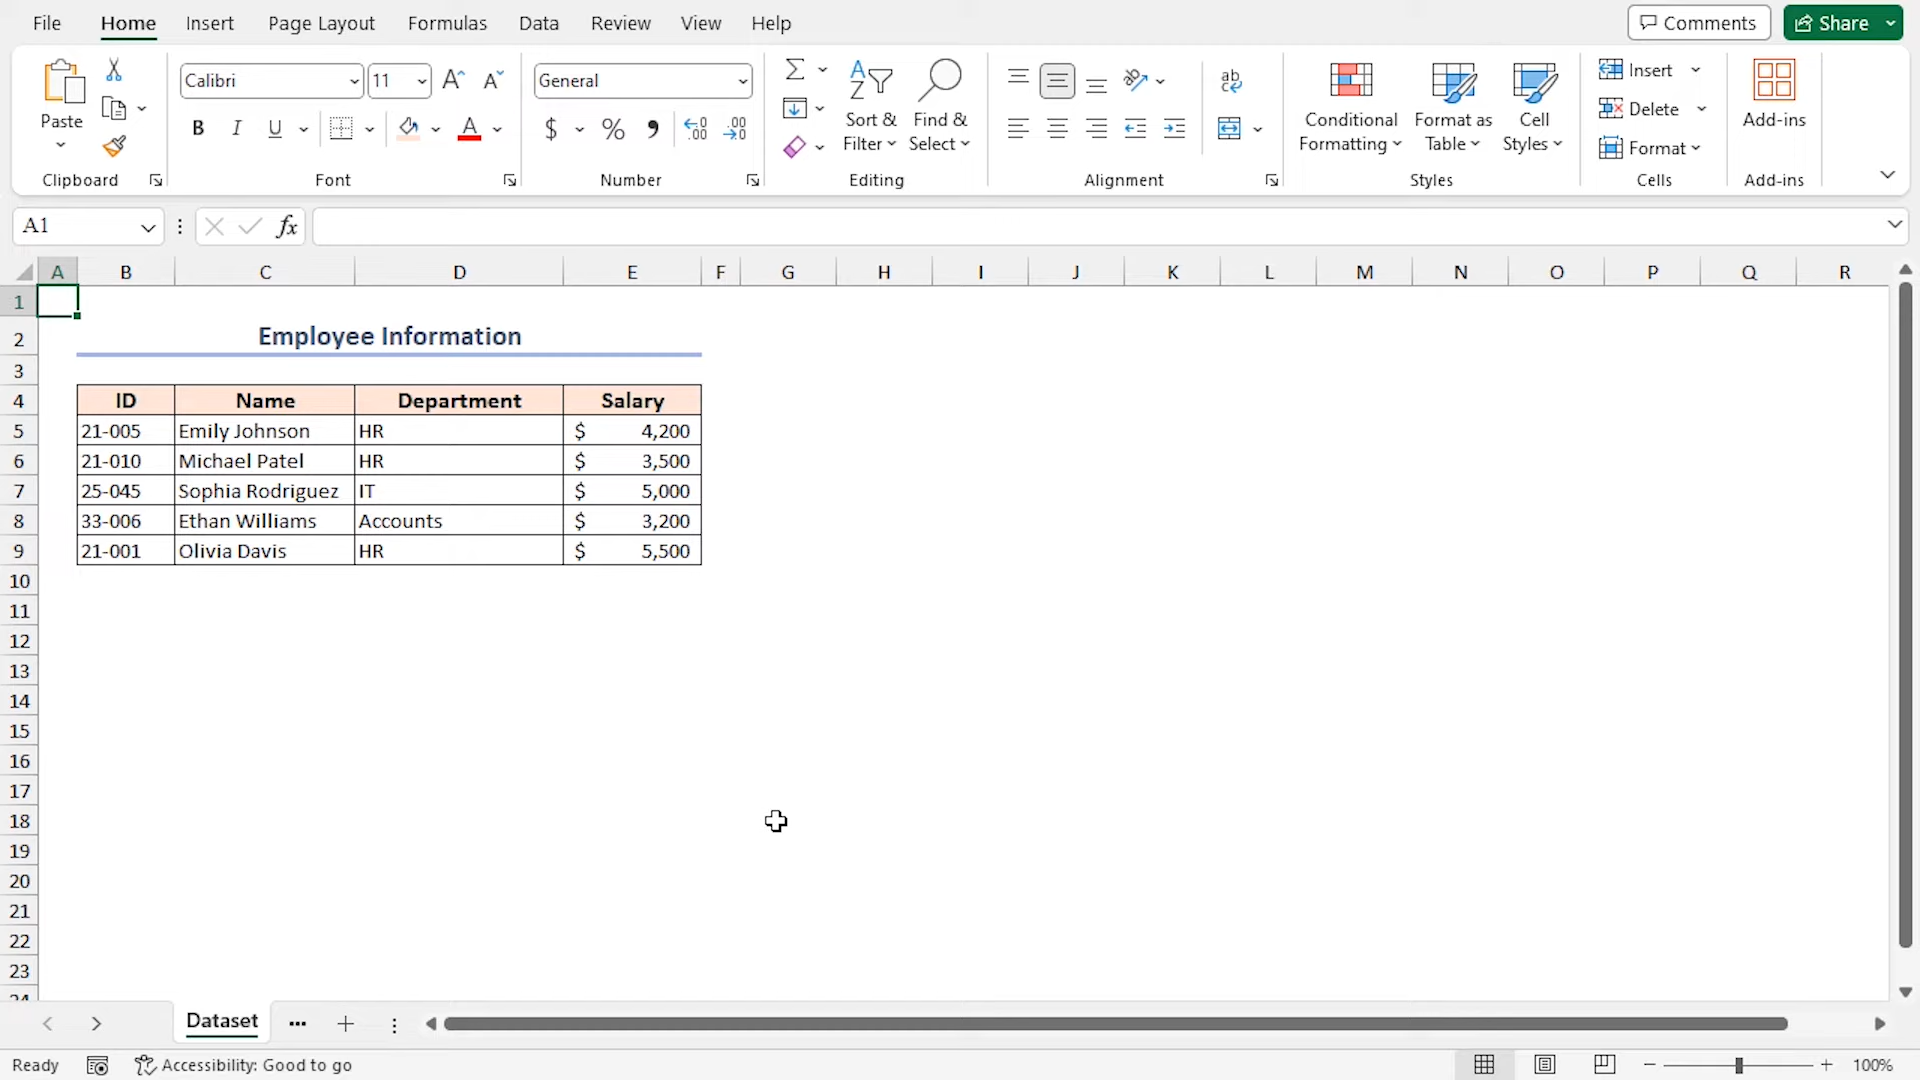 File Home Insert Page Layout Formulas Data Review View Help Comments Share
Calibri 11 General Insert
Paste B I U $ % , Sort & Filter Find & Select ab Conditional Formatting Format as Table Cell Styles Delete Add-ins
Format
Clipboard Font Number Editing Alignment Styles Cells Add-ins
A1 fx
A B C D E F G H I J K L M N O P Q R
1
2 Employee Information
3
4 ID Name Department Salary
5 21-005 Emily Johnson HR $ 4,200
6 21-010 Michael Patel HR $ 3,500
7 25-045 Sophia Rodriguez IT $ 5,000
8 33-006 Ethan Williams Accounts $ 3,200
9 21-001 Olivia Davis HR $ 5,500
10
11
12
13
14
15
16
17
18
19
20
21
22
23
24
Dataset ...
Ready Accessibility: Good to go 100%